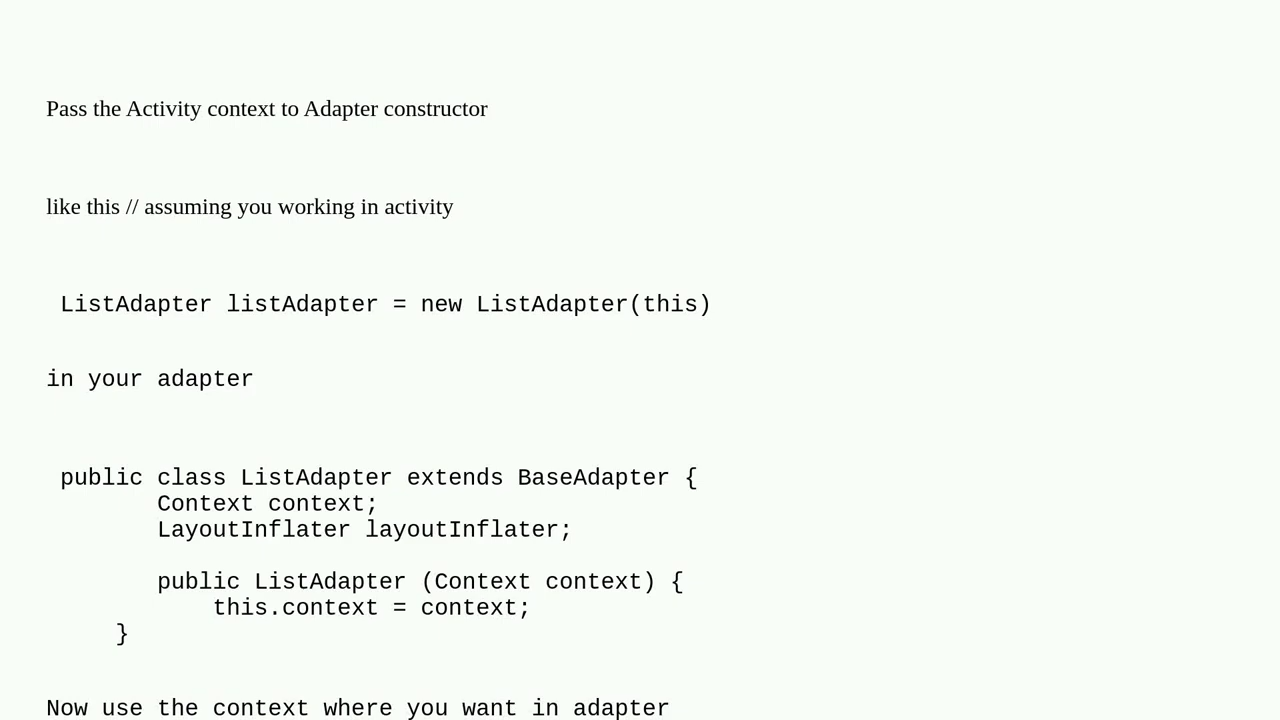 Pass the Activity context to Adapter constructor
like this // assuming you working in activity
ListAdapter listAdapter = new ListAdapter(this)
in your adapter
public class ListAdapter extends BaseAdapter {
Context context;
LayoutInflater layoutInflater;
public ListAdapter (Context context) {
this.context = context;
}
Now use the context where you want in adapter